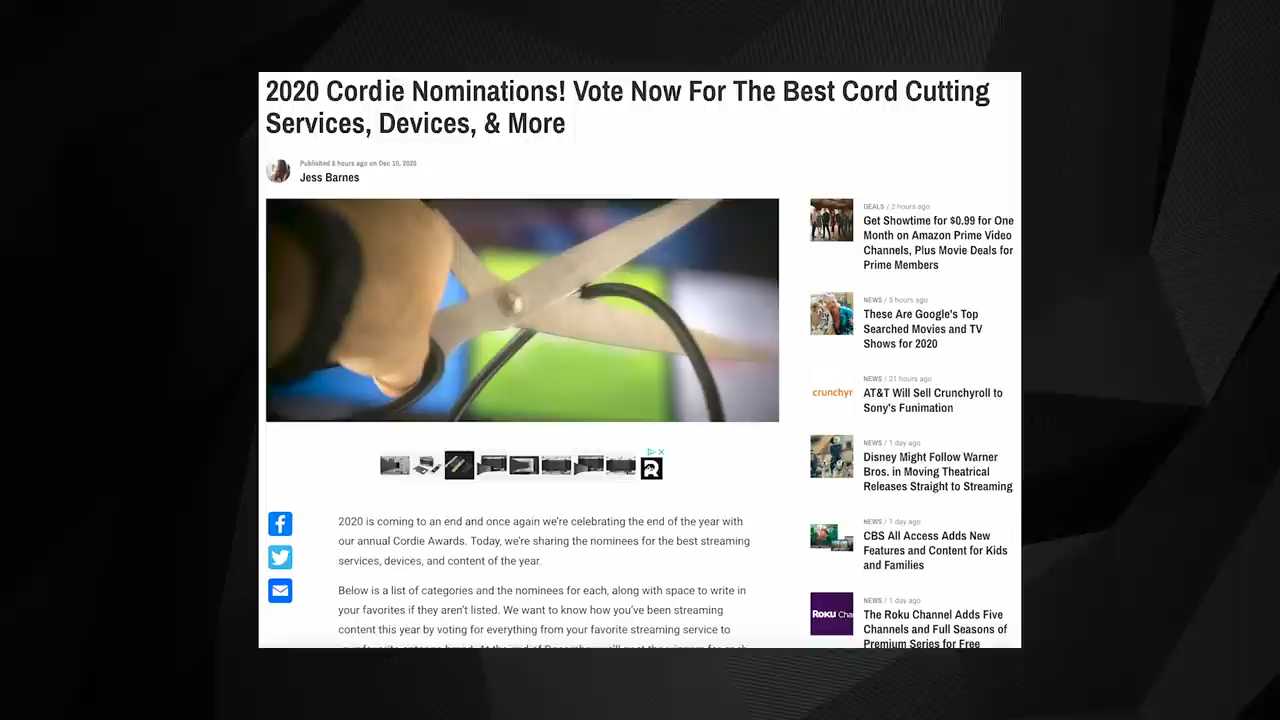 2020 Cordie Nominations! Vote Now For The Best Cord Cutting
Services, Devices, & More
Published 8 hours ago on Dec 10, 2020
Jess Barnes
DEALS / 2 hours ago
Get Showtime for $0.99 for One
Month on Amazon Prime Video
Channels, Plus Movie Deals for
Prime Members
NEWS / 5 hours ago
These Are Google's Top
Searched Movies and TV
Shows for 2020
crunchyr
NEWS / 21 hours ago
AT&T Will Sell Crunchyroll to
Sony's Funimation
NEWS / 1 day ago
Disney Might Follow Warner
Bros. in Moving Theatrical
Releases Straight to Streaming
NEWS / 1 day ago
CBS All Access Adds New
Features and Content for Kids
and Families
ROKU Cha
NEWS / 1 day ago
The Roku Channel Adds Five
Channels and Full Seasons of
Premium Series for Free
2020 is coming to an end and once again we're celebrating the end of the year with
our annual Cordie Awards. Today, we're sharing the nominees for the best streaming
services, devices, and content of the year.
Below is a list of categories and the nominees for each, along with space to write in
your favorites if they aren't listed. We want to know how you've been streaming
content this year by voting for everything from your favorite streaming service to